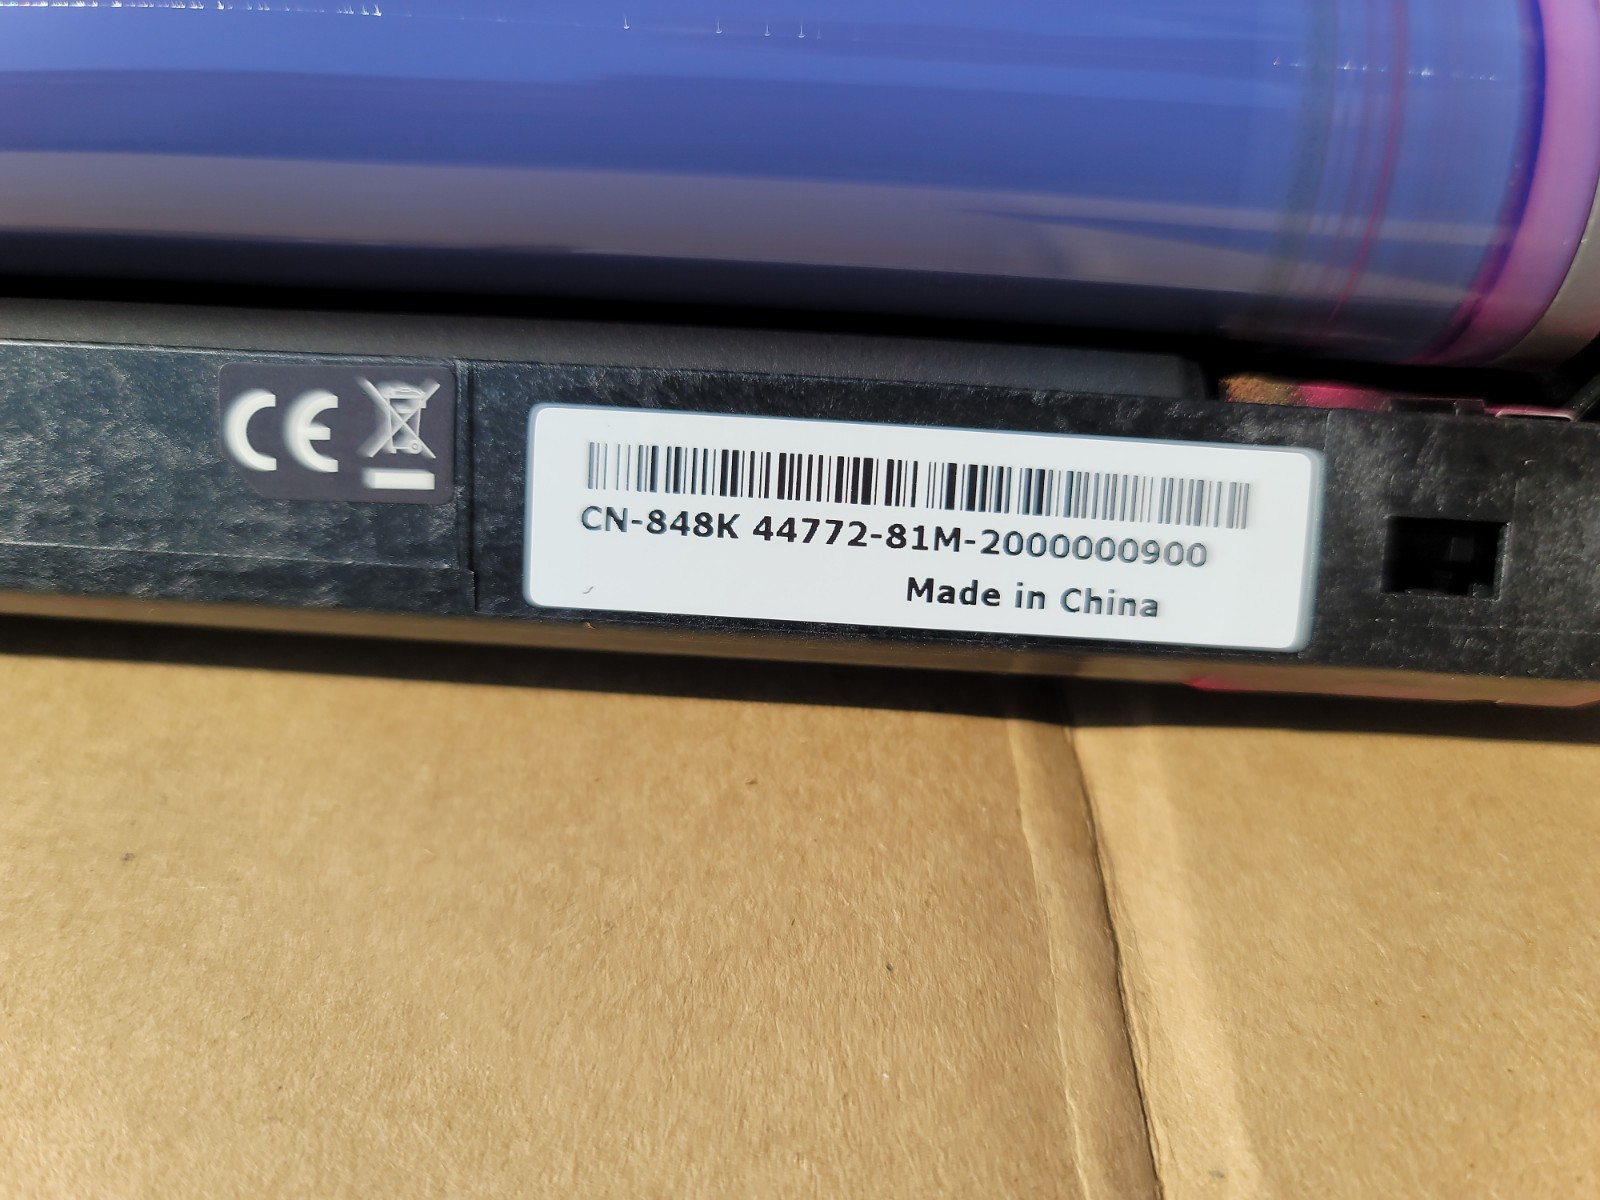 CE
CN-848K 44772-81M-2000000900
Made in China